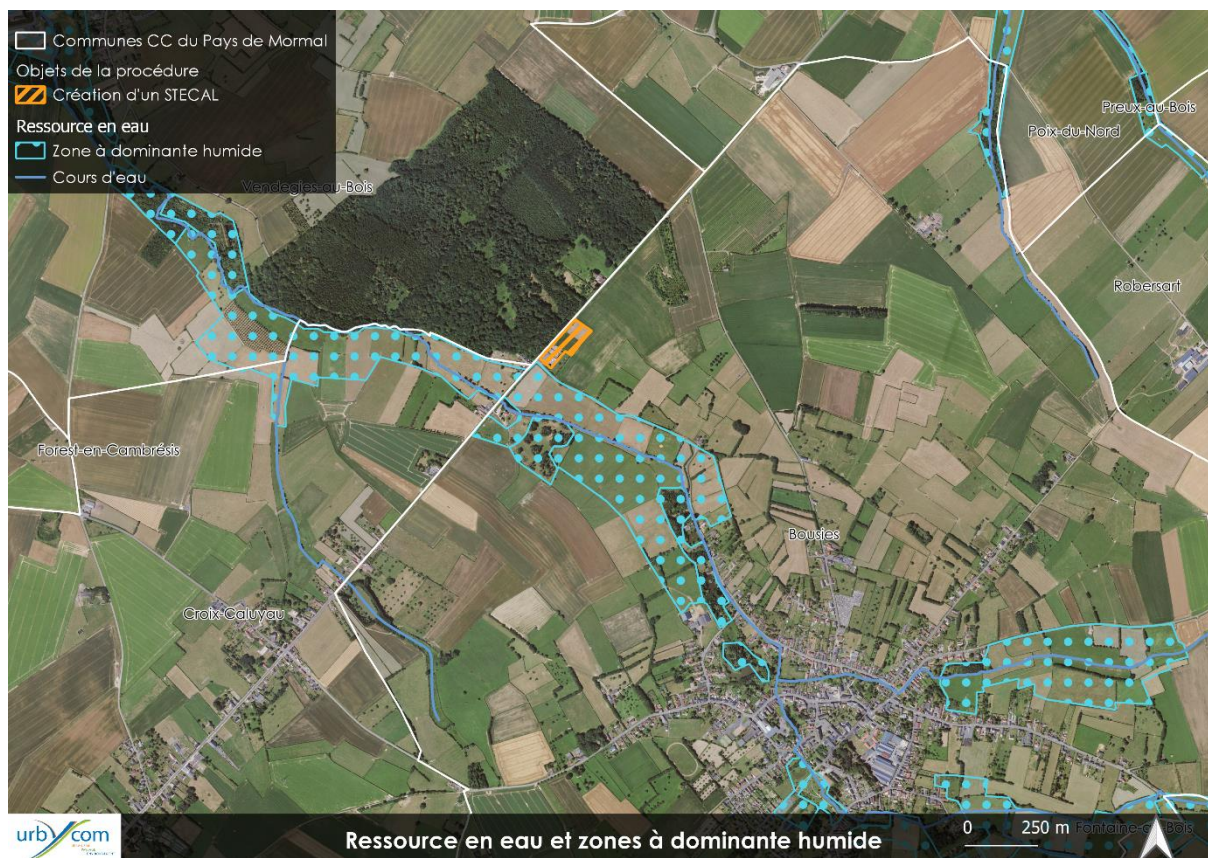 Communes CC du Pays de Mormal
Objets de la procédure
Création d'un STECAL
Ressource en eau
Zone à dominante humide
Cours d'eau
Vendegies-au-Bois
Preux-au-Bois
Poix-du-Nord
Robersart
Forest-en-Cambrésis
Bousies
Croix-Caluyau
urbycom
Ressource en eau et zones à dominante humide
0 250 m
Fontaine-au-Bois